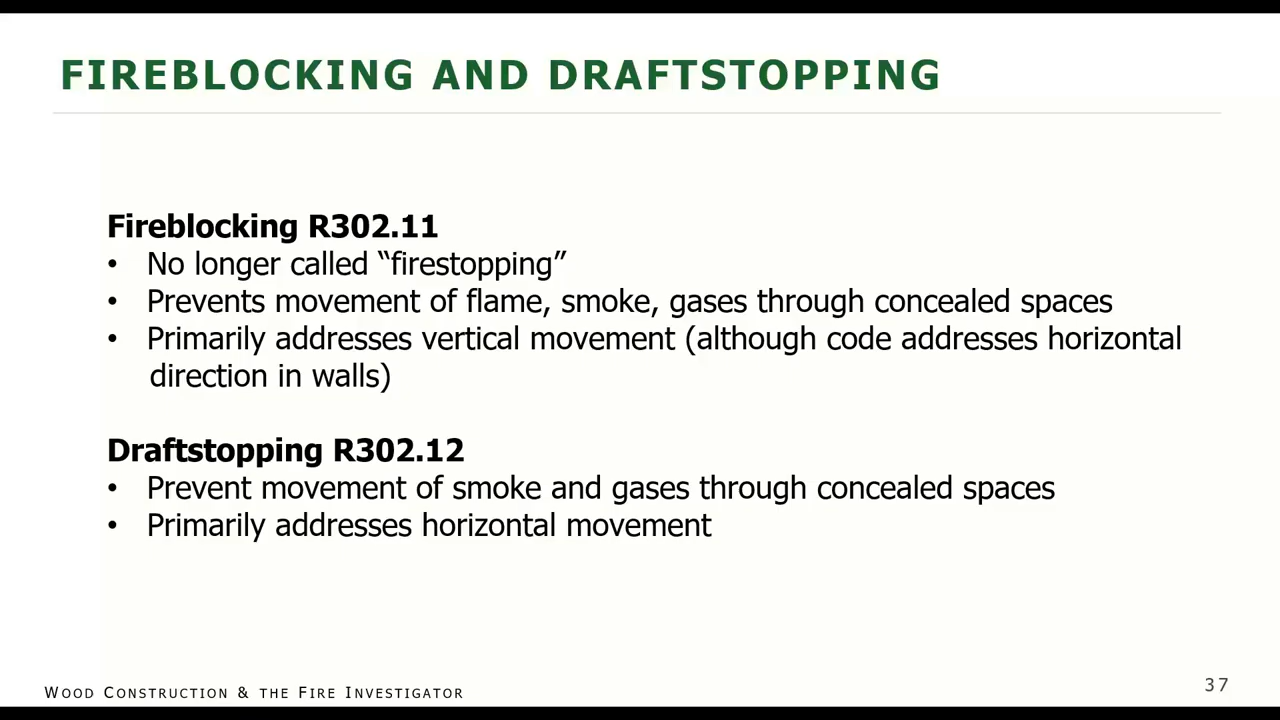 FIREBLOCKING AND DRAFTSTOPPING
Fireblocking R302.11
• No longer called “firestopping”
• Prevents movement of flame, smoke, gases through concealed spaces
• Primarily addresses vertical movement (although code addresses horizontal
direction in walls)
Draftstopping R302.12
• Prevent movement of smoke and gases through concealed spaces
• Primarily addresses horizontal movement
WOOD CONSTRUCTION & THE FIRE INVESTIGATOR
37